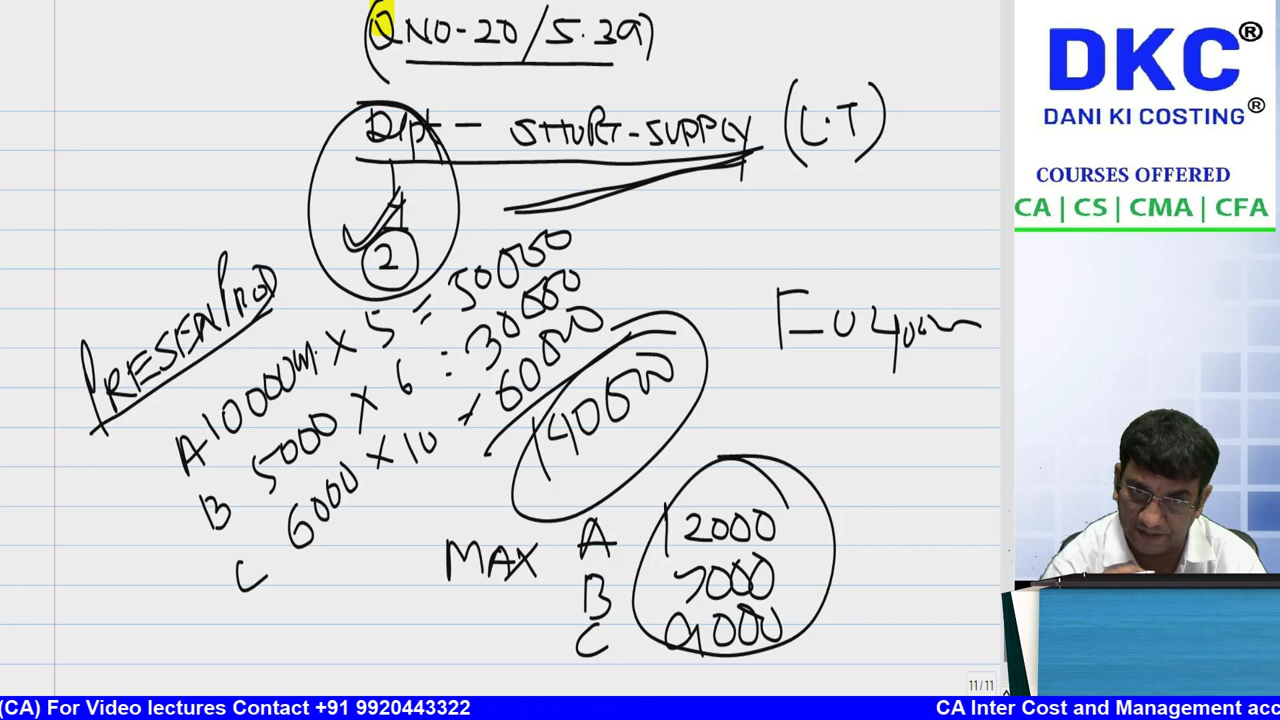 (Q NO-20/5.39)
Dept - SHORT-SUPPLY (L.T)
2
PRESENT PROD
A 10000 m. x 5 = 50000
B 5000 x 6 : 30000
C 6000 x 10 = 60000
140000
MAX A 12000
B 7000
C 9000
DKC®
DANI KI COSTING®
COURSES OFFERED
CA | CS | CMA | CFA
11/11
(CA) For Video lectures Contact +91 9920443322
CA Inter Cost and Management acc